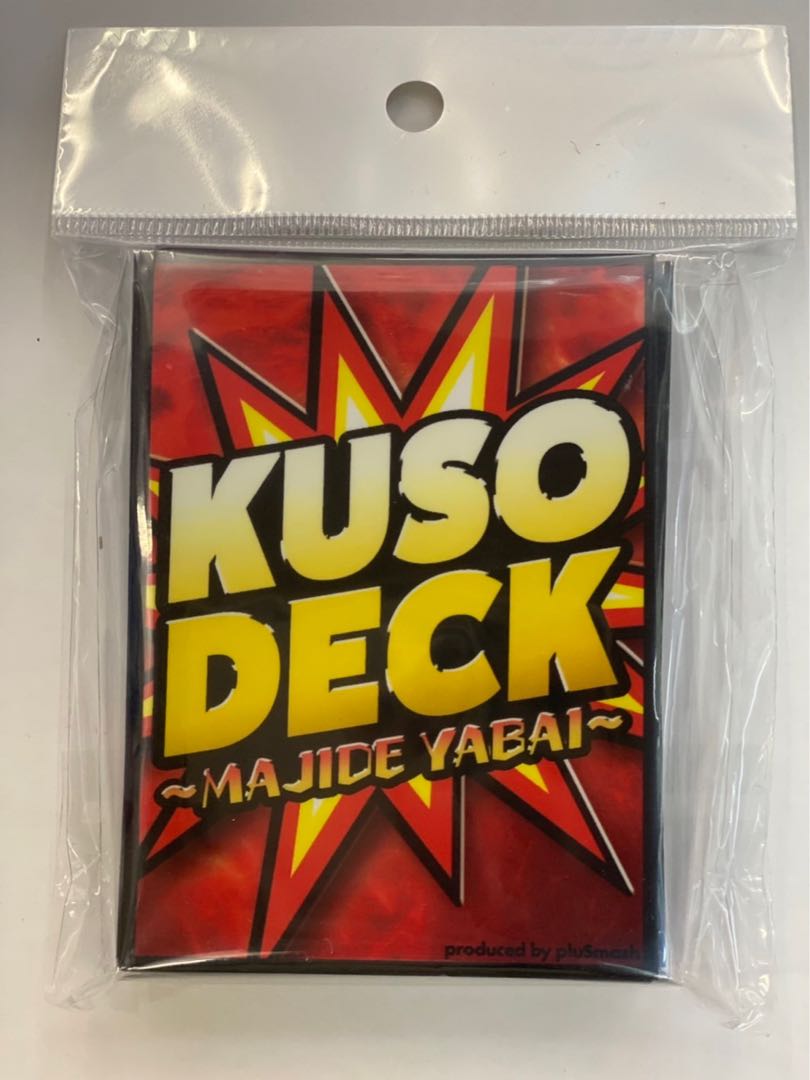 KUSO
DECK
~MAJIDE YABAI~
produced by pluSmash